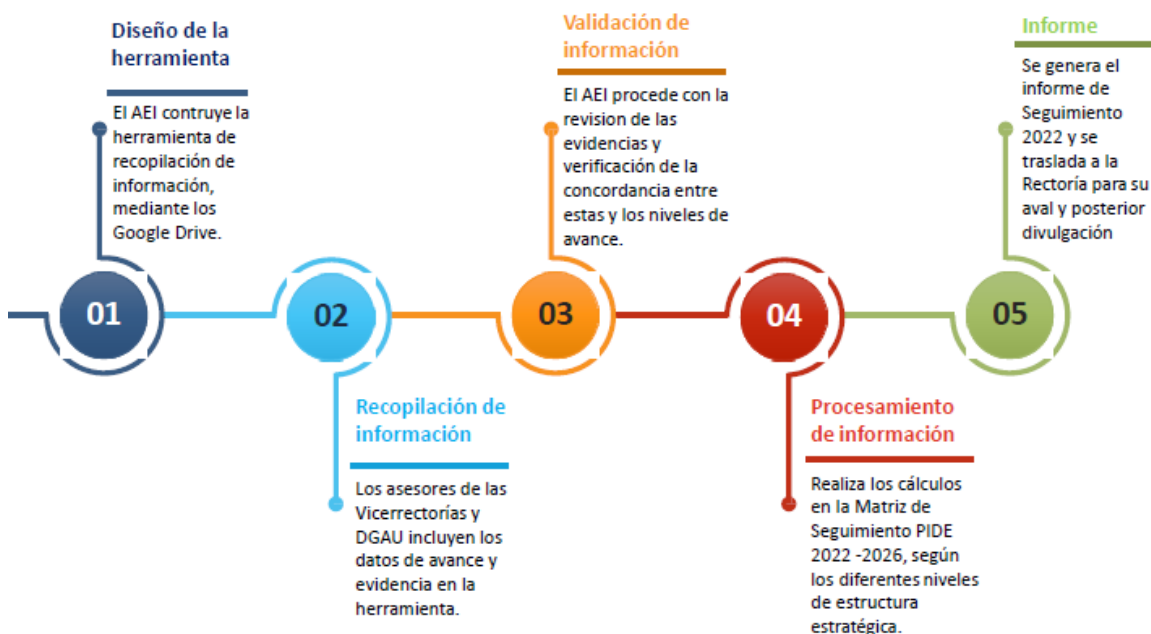 Diseño de la
herramienta
El AEI contruye la
herramienta de
recopilación de
información,
mediante los
Google Drive.
01
02
Recopilación de
información
Los asesores de las
Vicerrectorías y
DGAU incluyen los
datos de avance y
evidencia en la
herramienta.
Validación de
información
El AEI procede con la
revision de las
evidencias y
verificación de la
concordancia entre
estas y los niveles de
avance.
03
04
Procesamiento
de información
Realiza los cálculos
en la Matriz de
Seguimiento PIDE
2022 -2026, según
los diferentes niveles
de estructura
estratégica.
Informe
Se genera el
informe de
Seguimiento
2022 y se
traslada a la
Rectoría para su
aval y posterior
divulgación
05